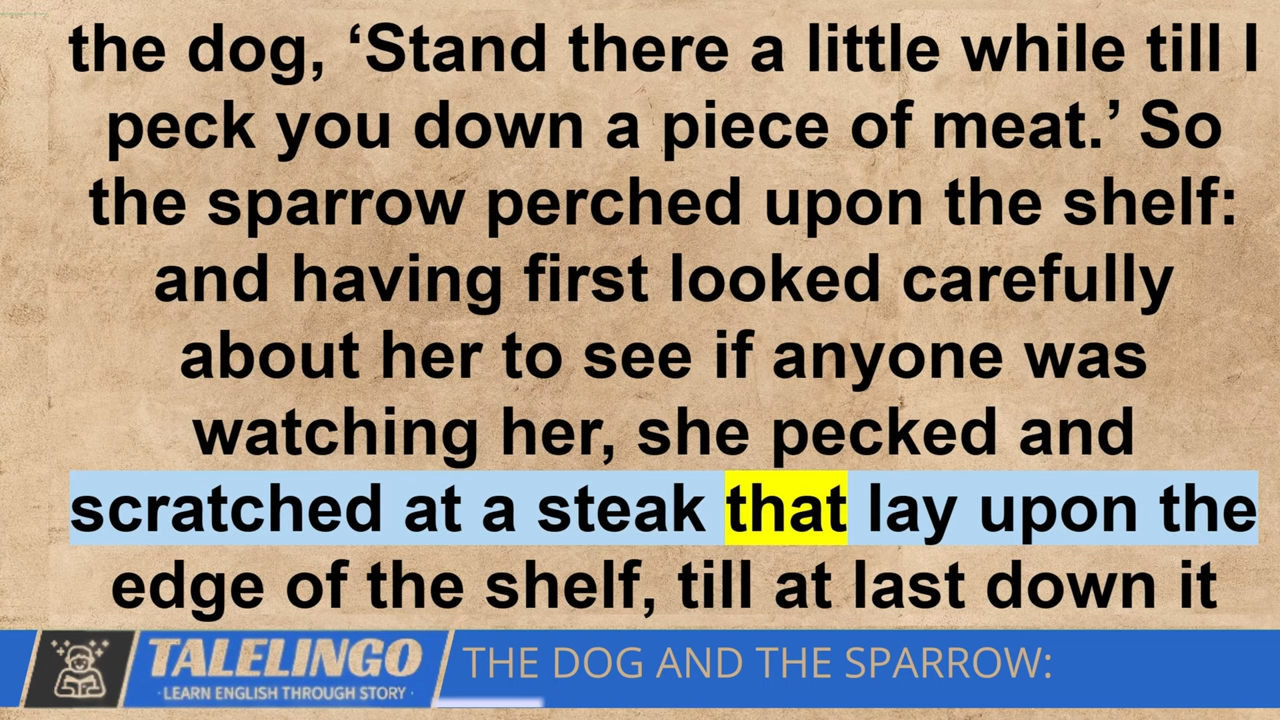 the dog, ‘Stand there a little while till I
peck you down a piece of meat.’ So
the sparrow perched upon the shelf:
and having first looked carefully
about her to see if anyone was
watching her, she pecked and
scratched at a steak that lay upon the
edge of the shelf, till at last down it
TALELINGO
· LEARN ENGLISH THROUGH STORY ·
THE DOG AND THE SPARROW: